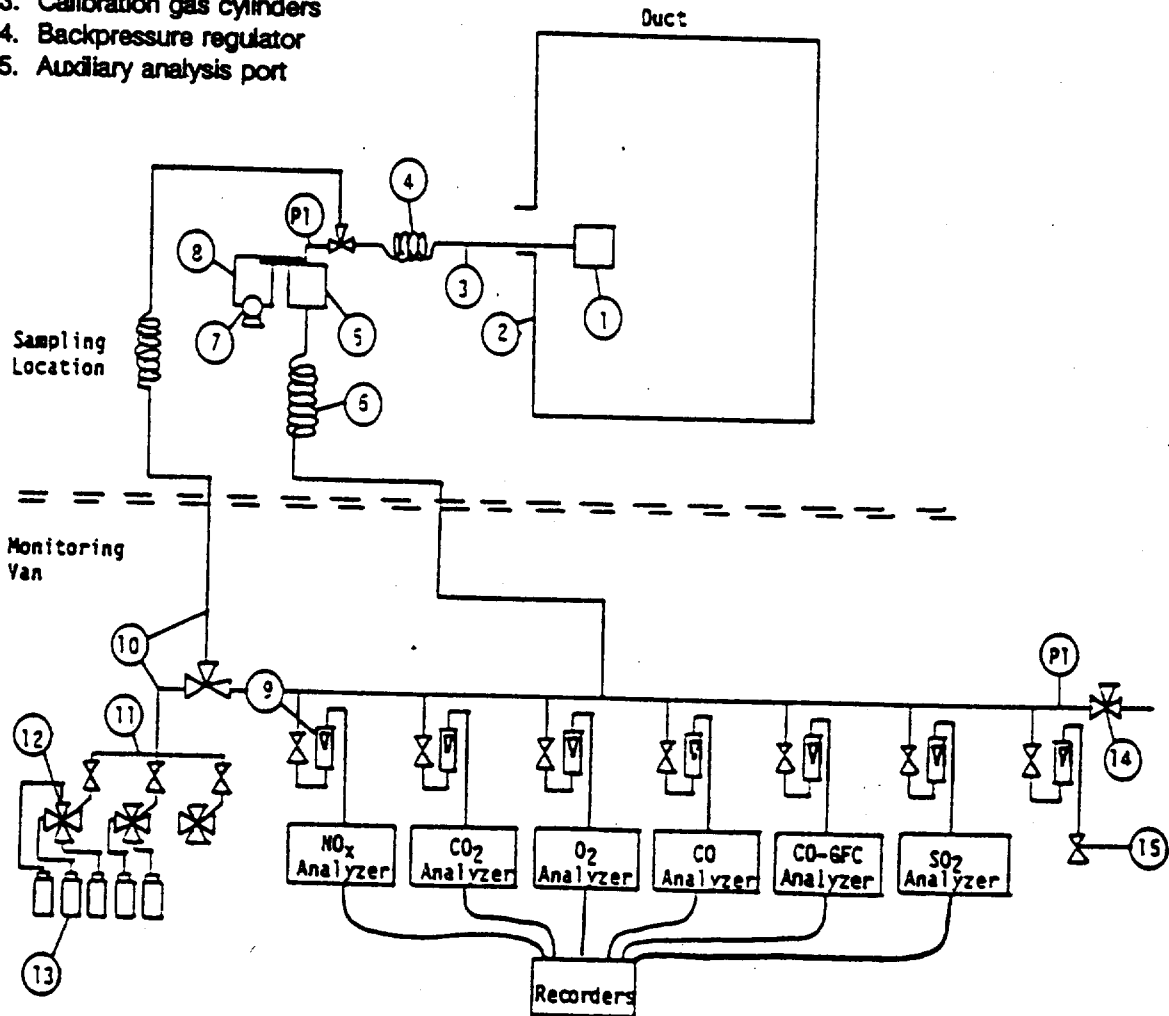 3. Calibration gas cylinders
4. Backpressure regulator
5. Auxiliary analysis port
Duct
4
PI
8
3
1
7
5
2
Sampling
Location
6
Monitoring
Van
10
9
PI
11
12
14
NOx
Analyzer
CO2
Analyzer
O2
Analyzer
CO
Analyzer
CO-GFC
Analyzer
SO2
Analyzer
15
13
Recorders